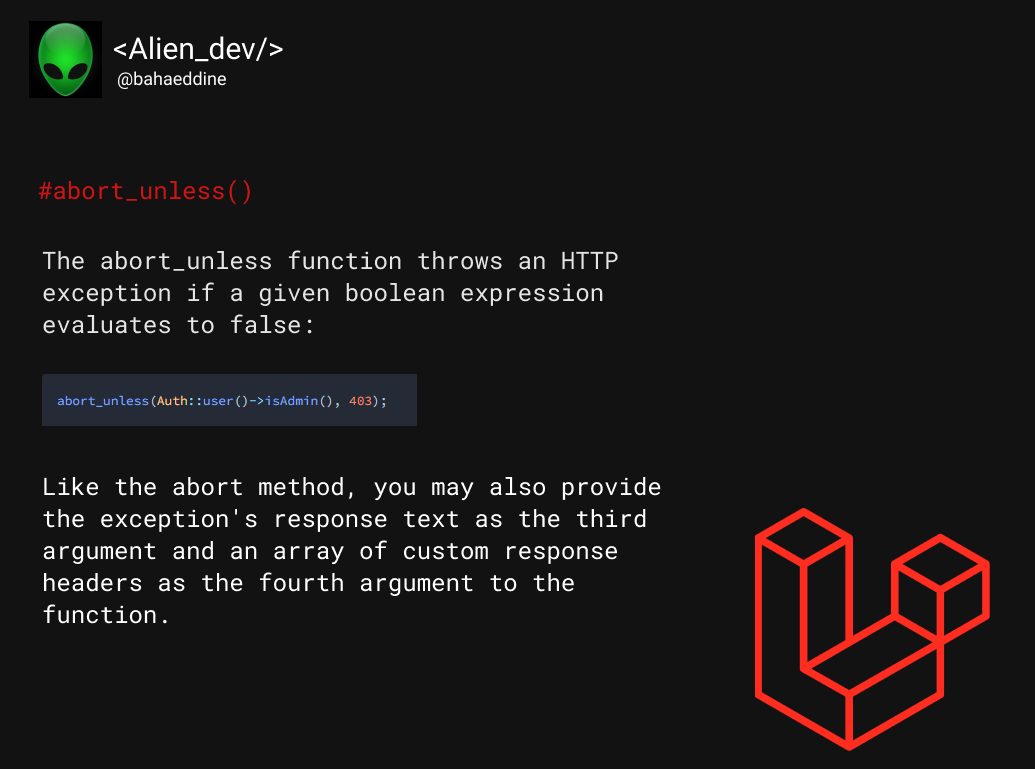 <Alien_dev/>
@bahaeddine
#abort_unless()
The abort_unless function throws an HTTP
exception if a given boolean expression
evaluates to false:
abort_unless(Auth::user()->isAdmin(), 403);
Like the abort method, you may also provide
the exception's response text as the third
argument and an array of custom response
headers as the fourth argument to the
function.